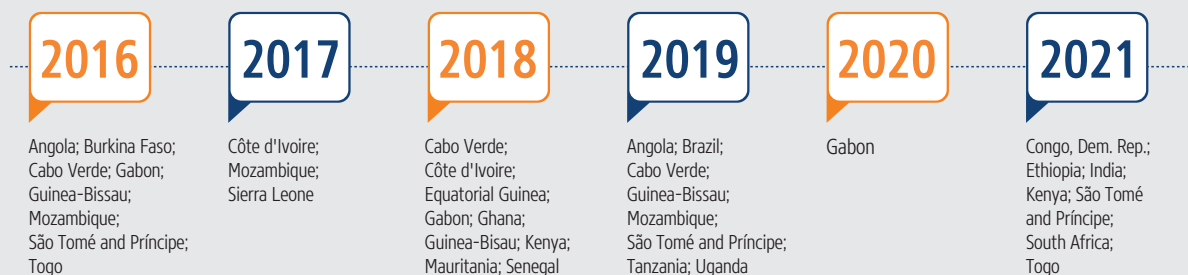 2016
Angola; Burkina Faso;
Cabo Verde; Gabon;
Guinea-Bissau;
Mozambique;
São Tomé and Príncipe;
Togo
2017
Côte d'Ivoire;
Mozambique;
Sierra Leone
2018
Cabo Verde;
Côte d'Ivoire;
Equatorial Guinea;
Gabon; Ghana;
Guinea-Bisau; Kenya;
Mauritania; Senegal
2019
Angola; Brazil;
Cabo Verde;
Guinea-Bissau;
Mozambique;
São Tomé and Príncipe;
Tanzania; Uganda
2020
Gabon
2021
Congo, Dem. Rep.;
Ethiopia; India;
Kenya; São Tomé
and Príncipe;
South Africa;
Togo